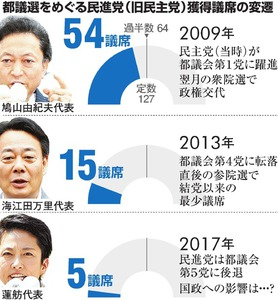 都議選をめぐる民進党(旧民主党)獲得議席の変遷
54議席
過半数 64
定数
127
鳩山由紀夫代表
2009年
民主党(当時)が
都議会第1党に躍進
翌月の衆院選で
政権交代
15議席
海江田万里代表
2013年
都議会第4党に転落
直後の参院選で
結党以来の
最少議席
5議席
蓮舫代表
2017年
民進党は都議会
第5党に後退
国政への影響は…?